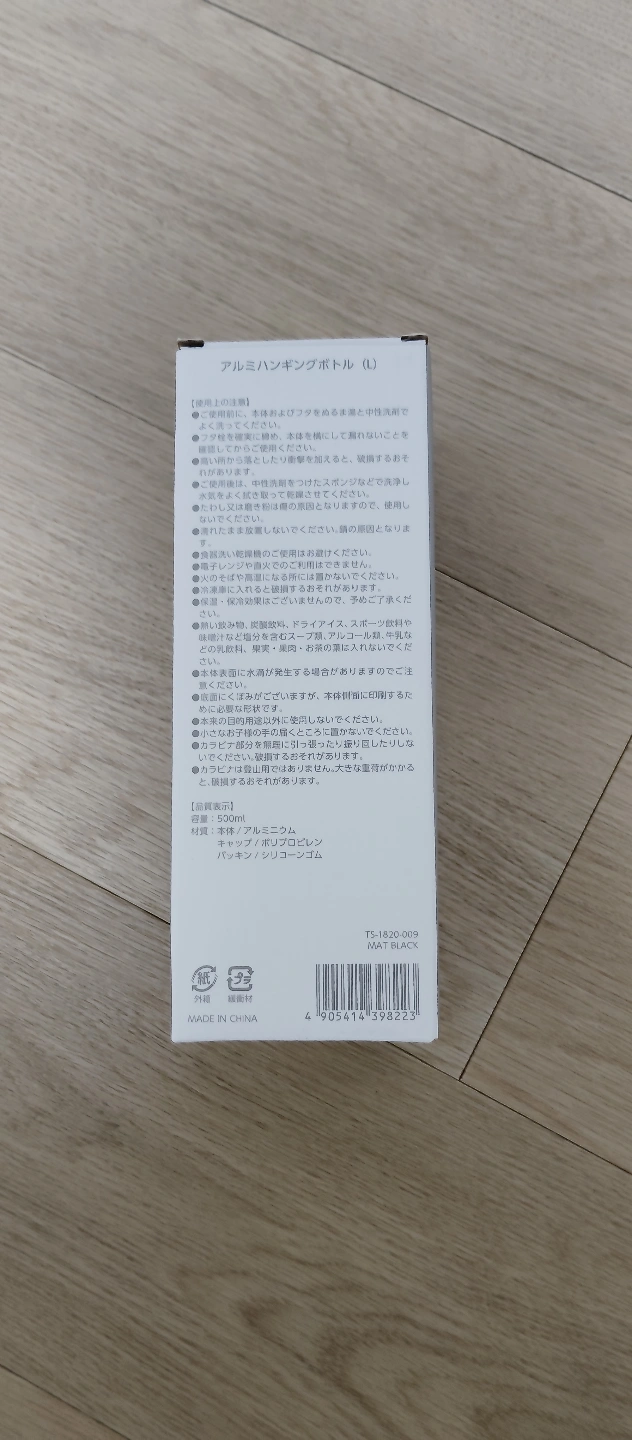 アルミハンギングボトル（L）
【使用上の注意】
●ご使用前に、本体およびフタをぬるま湯と中性洗剤で
よく洗ってください。
●フタ栓を確実に締め、本体を横にして漏れないことを
確認してからご使用ください。
●高い所から落としたり衝撃を加えると、破損するおそ
れがあります。
●ご使用後は、中性洗剤をつけたスポンジなどで洗浄し
水気をよく拭き取って乾燥させてください。
●たわし又は磨き粉は傷の原因となりますので、使用し
ないでください。
●濡れたまま放置しないでください。錆の原因となりま
す。
●食器洗い乾燥機のご使用はお避けください。
●電子レンジや直火でのご利用はできません。
●火のそばや高温になる所には置かないでください。
●冷凍庫に入れると破損するおそれがあります。
●保温・保冷効果はございませんので、予めご了承くだ
さい。
●熱い飲み物、炭酸飲料、ドライアイス、スポーツ飲料や
味噌汁など塩分を含むスープ類、アルコール類、牛乳な
どの乳飲料、果実・果肉・お茶の葉は入れないでくだ
さい。
●本体表面に水滴が発生する場合がありますのでご注
意ください。
●底面にくぼみがございますが、本体側面に印刷するた
めに必要な形状です。
●本来の目的用途以外に使用しないでください。
●小さなお子様の手の届くところに置かないでください。
●カラビナ部分を無理に引っ張ったり振り回したりしな
いでください。破損するおそれがあります。
●カラビナは登山用ではありません。大きな重荷がかかる
と、破損するおそれがあります。
【品質表示】
容量：500ml
材質：本体 / アルミニウム
キャップ / ポリプロピレン
パッキン / シリコーンゴム
TS-1820-009
MAT BLACK
紙 プラ
外箱 緩衝材
MADE IN CHINA
4 905414 398223